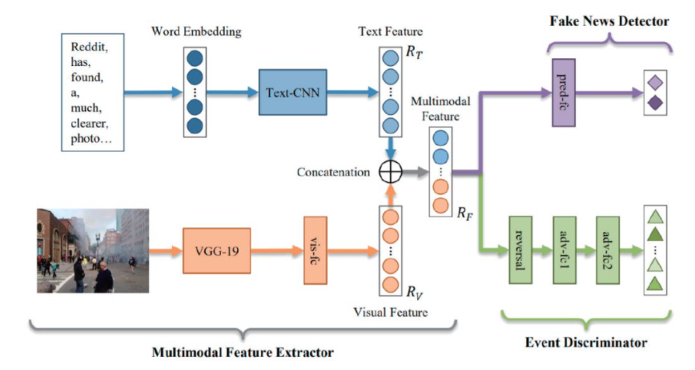 Fake News Detector
Word Embedding
Text Feature
Reddit,
has,
found,
a,
much,
clearer,
photo…
Text-CNN
R_T
pred-fc
Multimodal
Feature
Concatenation
R_F
VGG-19
vis-fc
R_V
Visual Feature
reversal
adv-fc1
adv-fc2
Multimodal Feature Extractor
Event Discriminator